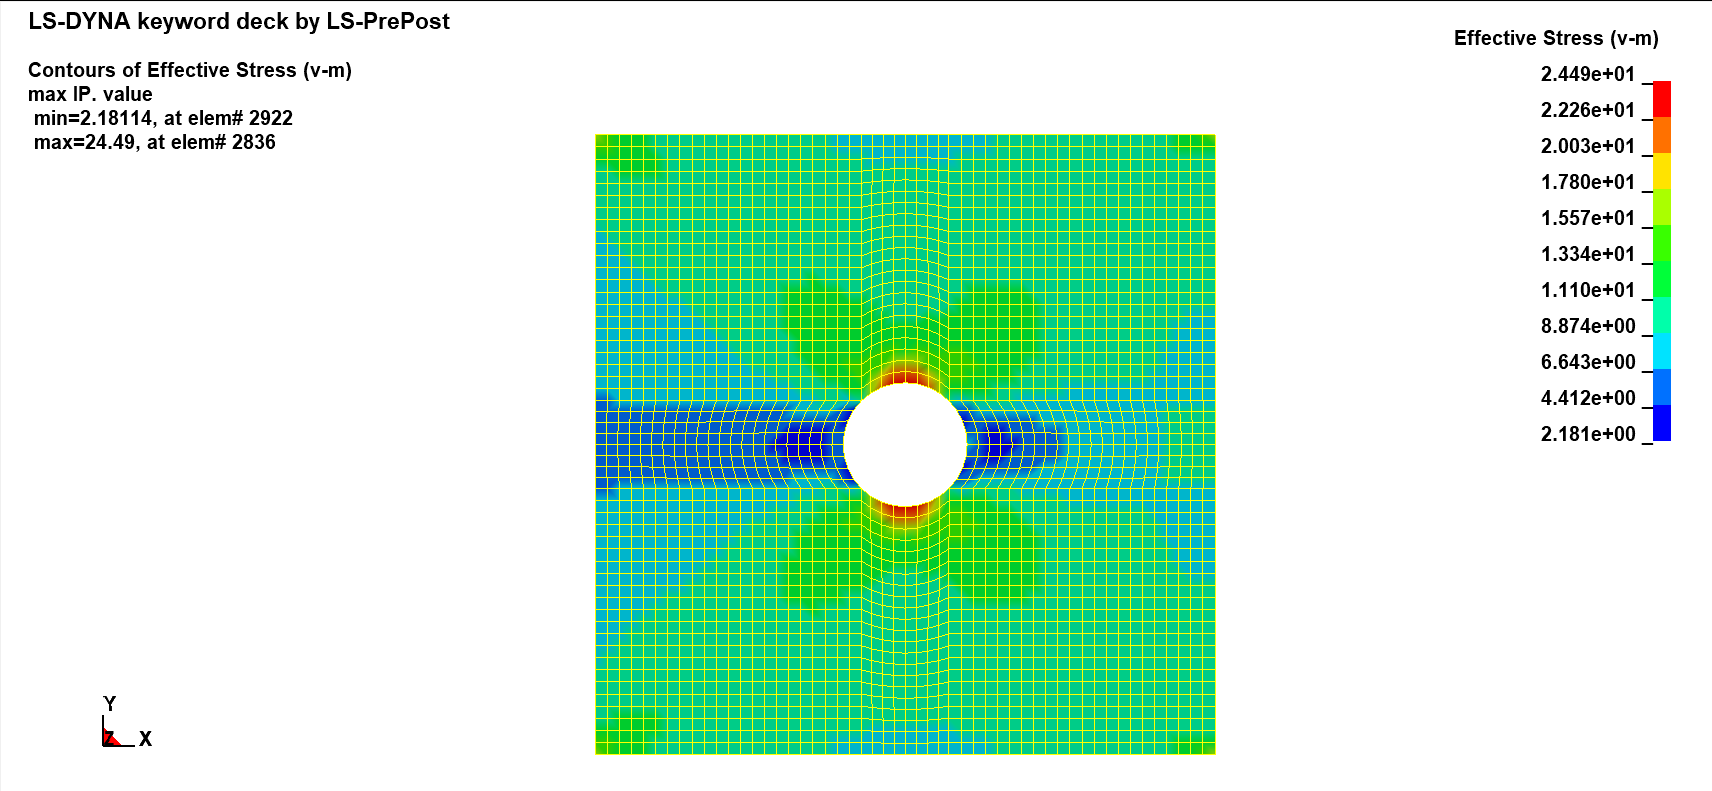 LS-DYNA keyword deck by LS-PrePost
Contours of Effective Stress (v-m)
max IP. value
min=2.18114, at elem# 2922
max=24.49, at elem# 2836
Effective Stress (v-m)
2.449e+01
2.226e+01
2.003e+01
1.780e+01
1.557e+01
1.334e+01
1.110e+01
8.874e+00
6.643e+00
4.412e+00
2.181e+00
Y
Z X